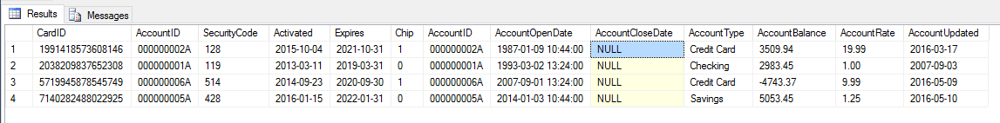 Results Messages
CardID AccountID SecurityCode Activated Expires Chip AccountID AccountOpenDate AccountCloseDate AccountType AccountBalance AccountRate AccountUpdated
1 1991418573608146 000000002A 128 2015-10-04 2021-10-31 1 000000002A 1987-01-09 10:44:00 NULL Credit Card 3509.94 19.99 2016-03-17
2 2038209837652308 000000001A 119 2013-03-11 2019-03-31 0 000000001A 1993-03-02 13:24:00 NULL Checking 2983.45 1.00 2007-09-03
3 5719945878545749 000000006A 514 2014-09-23 2020-09-30 1 000000006A 2007-09-01 13:24:00 NULL Credit Card -4743.37 9.99 2016-05-09
4 7140282488022925 000000005A 428 2016-01-15 2022-01-31 0 000000005A 2014-01-03 10:44:00 NULL Savings 5053.45 1.25 2016-05-10